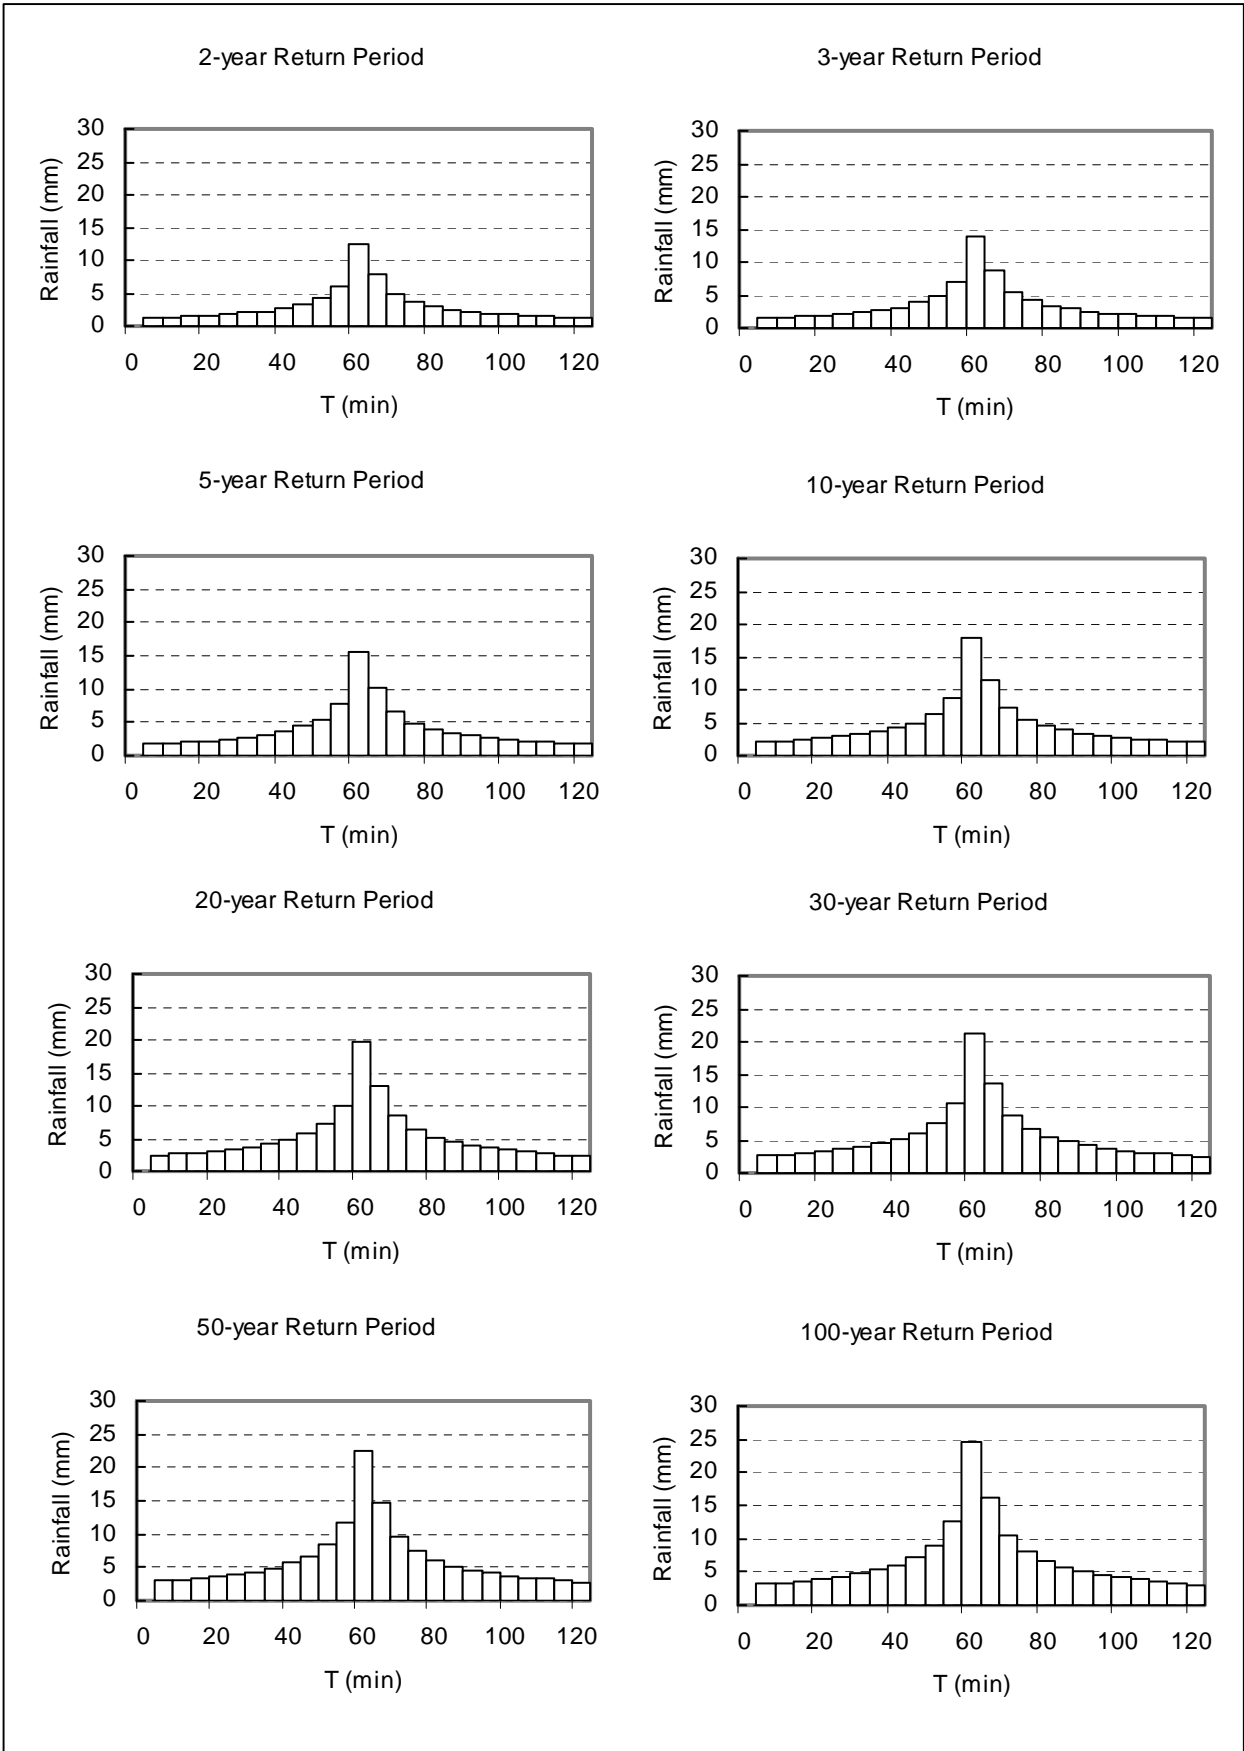 2-year Return Period
30
25
20
15
10
5
0
Rainfall (mm)
0 20 40 60 80 100 120
T (min)
3-year Return Period
30
25
20
15
10
5
0
Rainfall (mm)
0 20 40 60 80 100 120
T (min)
5-year Return Period
30
25
20
15
10
5
0
Rainfall (mm)
0 20 40 60 80 100 120
T (min)
10-year Return Period
30
25
20
15
10
5
0
Rainfall (mm)
0 20 40 60 80 100 120
T (min)
20-year Return Period
30
25
20
15
10
5
0
Rainfall (mm)
0 20 40 60 80 100 120
T (min)
30-year Return Period
30
25
20
15
10
5
0
Rainfall (mm)
0 20 40 60 80 100 120
T (min)
50-year Return Period
30
25
20
15
10
5
0
Rainfall (mm)
0 20 40 60 80 100 120
T (min)
100-year Return Period
30
25
20
15
10
5
0
Rainfall (mm)
0 20 40 60 80 100 120
T (min)